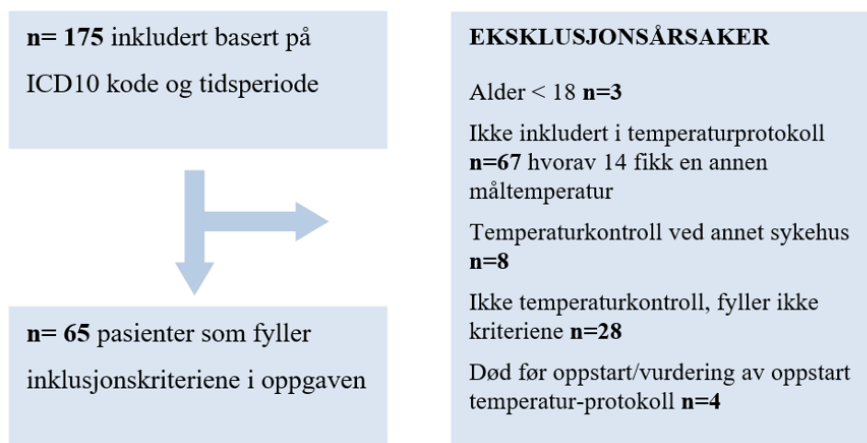 n= 175 inkludert basert på
ICD10 kode og tidsperiode
n= 65 pasienter som fyller
inklusjonskriteriene i oppgaven
EKSKLUSJONSÅRSAKER
Alder < 18 n=3
Ikke inkludert i temperaturprotokoll
n=67 hvorav 14 fikk en annen
måltemperatur
Temperaturkontroll ved annet sykehus
n=8
Ikke temperaturkontroll, fyller ikke
kriteriene n=28
Død før oppstart/vurdering av oppstart
temperatur-protokoll n=4